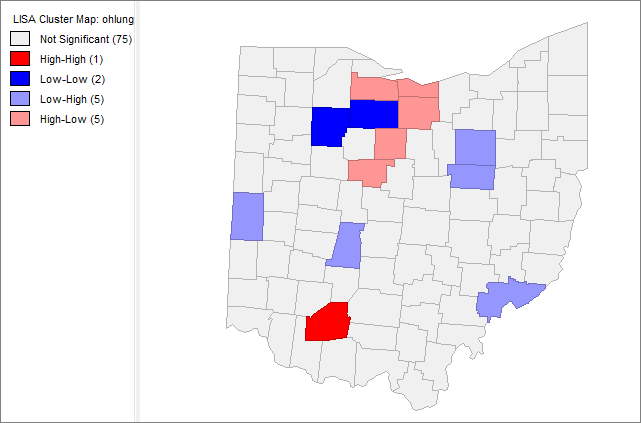 LISA Cluster Map: ohlung
Not Significant (75)
High-High (1)
Low-Low (2)
Low-High (5)
High-Low (5)